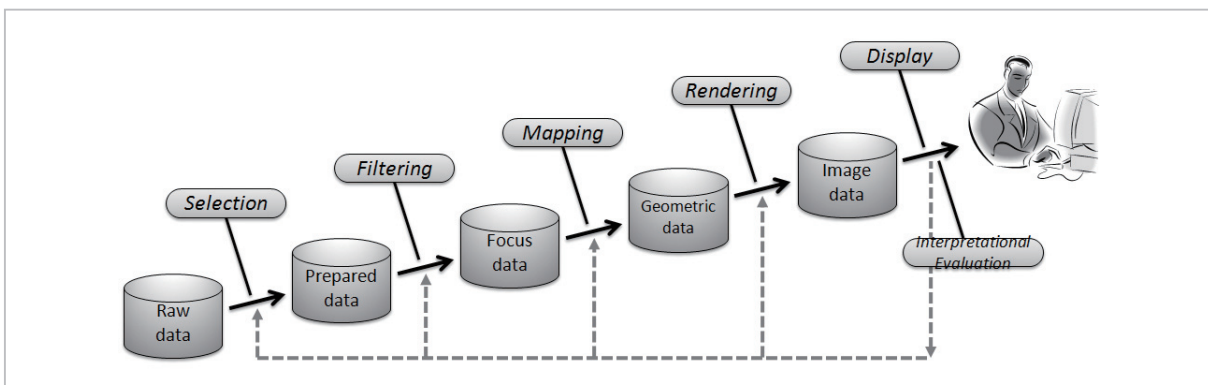 Display
Rendering
Mapping
Filtering
Selection
Image
data
Geometric
data
Focus
data
Interpretational
Evaluation
Prepared
data
Raw
data